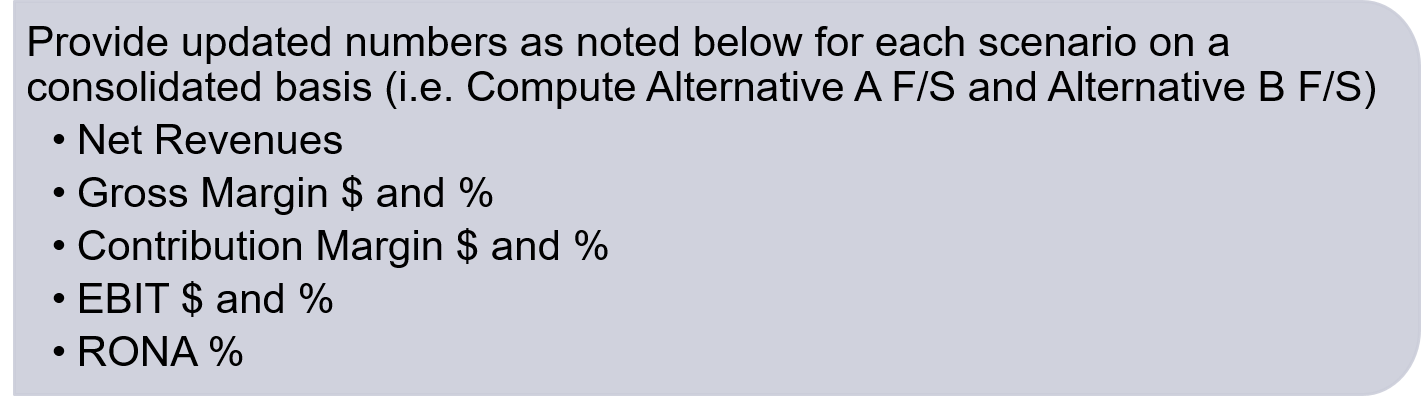 Provide updated numbers as noted below for each scenario on a
consolidated basis (i.e. Compute Alternative A F/S and Alternative B F/S)
• Net Revenues
• Gross Margin $ and %
• Contribution Margin $ and %
• EBIT $ and %
• RONA %